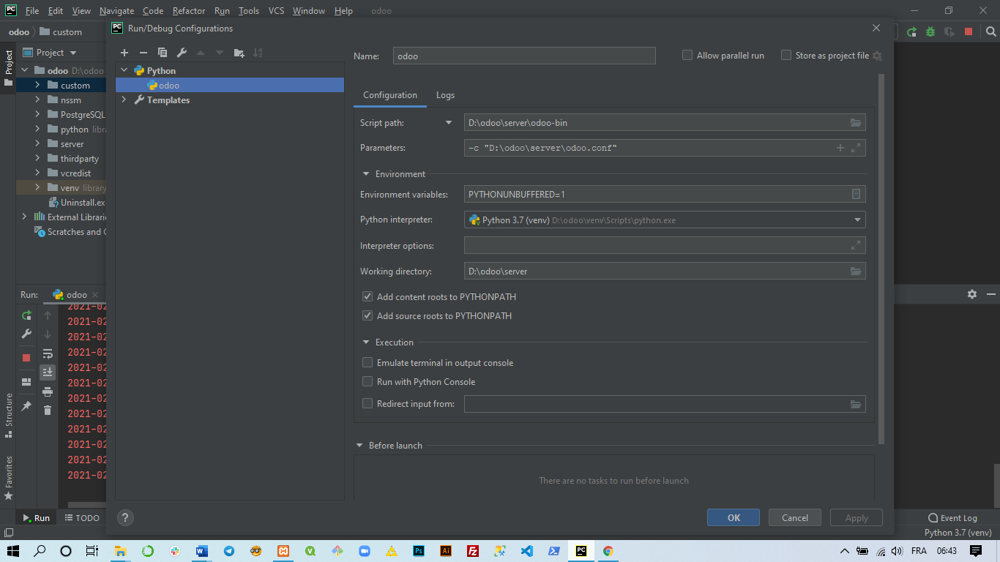 PC File Edit View Navigate Code Refactor Run Tools VCS Window Help odoo
odoo custom
PC Run/Debug Configurations
Project
Project
odoo D:\odoo
custom
nssm
PostgreSQL
python libra
server
thirdparty
vcredist
venv library
Uninstall.exe
External Librari
Scratches and C
Python
odoo
Templates
Name: odoo
Allow parallel run
Store as project file
Configuration Logs
Script path: D:\odoo\server\odoo-bin
Parameters: -c "D:\odoo\server\odoo.conf"
Environment
Environment variables: PYTHONUNBUFFERED=1
Python interpreter: Python 3.7 (venv) D:\odoo\venv\Scripts\python.exe
Interpreter options:
Working directory: D:\odoo\server
Add content roots to PYTHONPATH
Add source roots to PYTHONPATH
Execution
Emulate terminal in output console
Run with Python Console
Redirect input from:
Before launch
There are no tasks to run before launch
? OK Cancel Apply
Run: odoo
2021-02
2021-02
2021-02
2021-02
2021-02
2021-02
2021-02
2021-02
2021-02
2021-02
2021-02
2021-02
Structure
Favorites
Run TODO
Event Log
Python 3.7 (venv)
W Ps Ai Fz PC
FRA 06:43